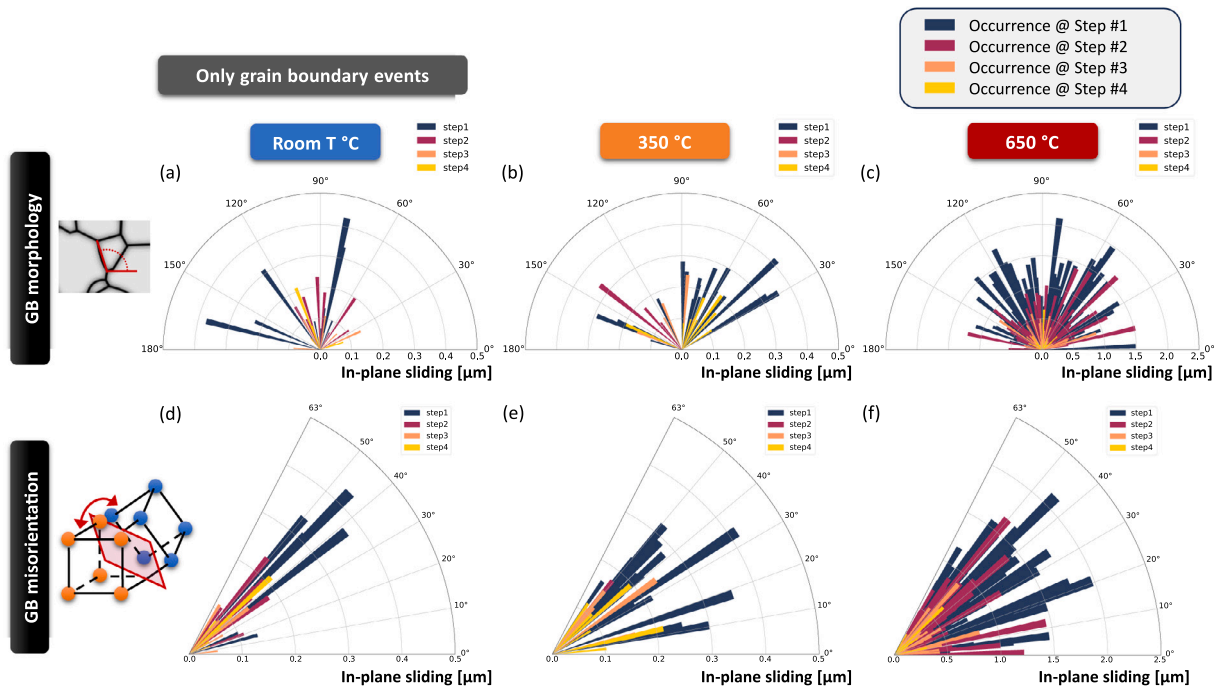 Occurrence @ Step #1
Occurrence @ Step #2
Occurrence @ Step #3
Occurrence @ Step #4
Only grain boundary events
Room T °C
350 °C
650 °C
step1
step2
step3
step4
step1
step2
step3
step4
step1
step2
step3
step4
GB morphology
(a)
90°
120°
60°
150°
30°
180°
0°
0.0 0.1 0.2 0.3 0.4 0.5
In-plane sliding [µm]
(b)
90°
120°
60°
150°
30°
180°
0°
0.0 0.1 0.2 0.3 0.4 0.5
In-plane sliding [µm]
(c)
90°
120°
60°
150°
30°
180°
0°
0.0 0.5 1.0 1.5 2.0 2.5
In-plane sliding [µm]
GB misorientation
(d)
63°
50°
40°
30°
20°
10°
0°
0.0 0.1 0.2 0.3 0.4 0.5
In-plane sliding [µm]
step1
step2
step3
step4
(e)
63°
50°
40°
30°
20°
10°
0°
0.0 0.1 0.2 0.3 0.4 0.5
In-plane sliding [µm]
step1
step2
step3
step4
(f)
63°
50°
40°
30°
20°
10°
0°
0.0 0.5 1.0 1.5 2.0 2.5
In-plane sliding [µm]
step1
step2
step3
step4